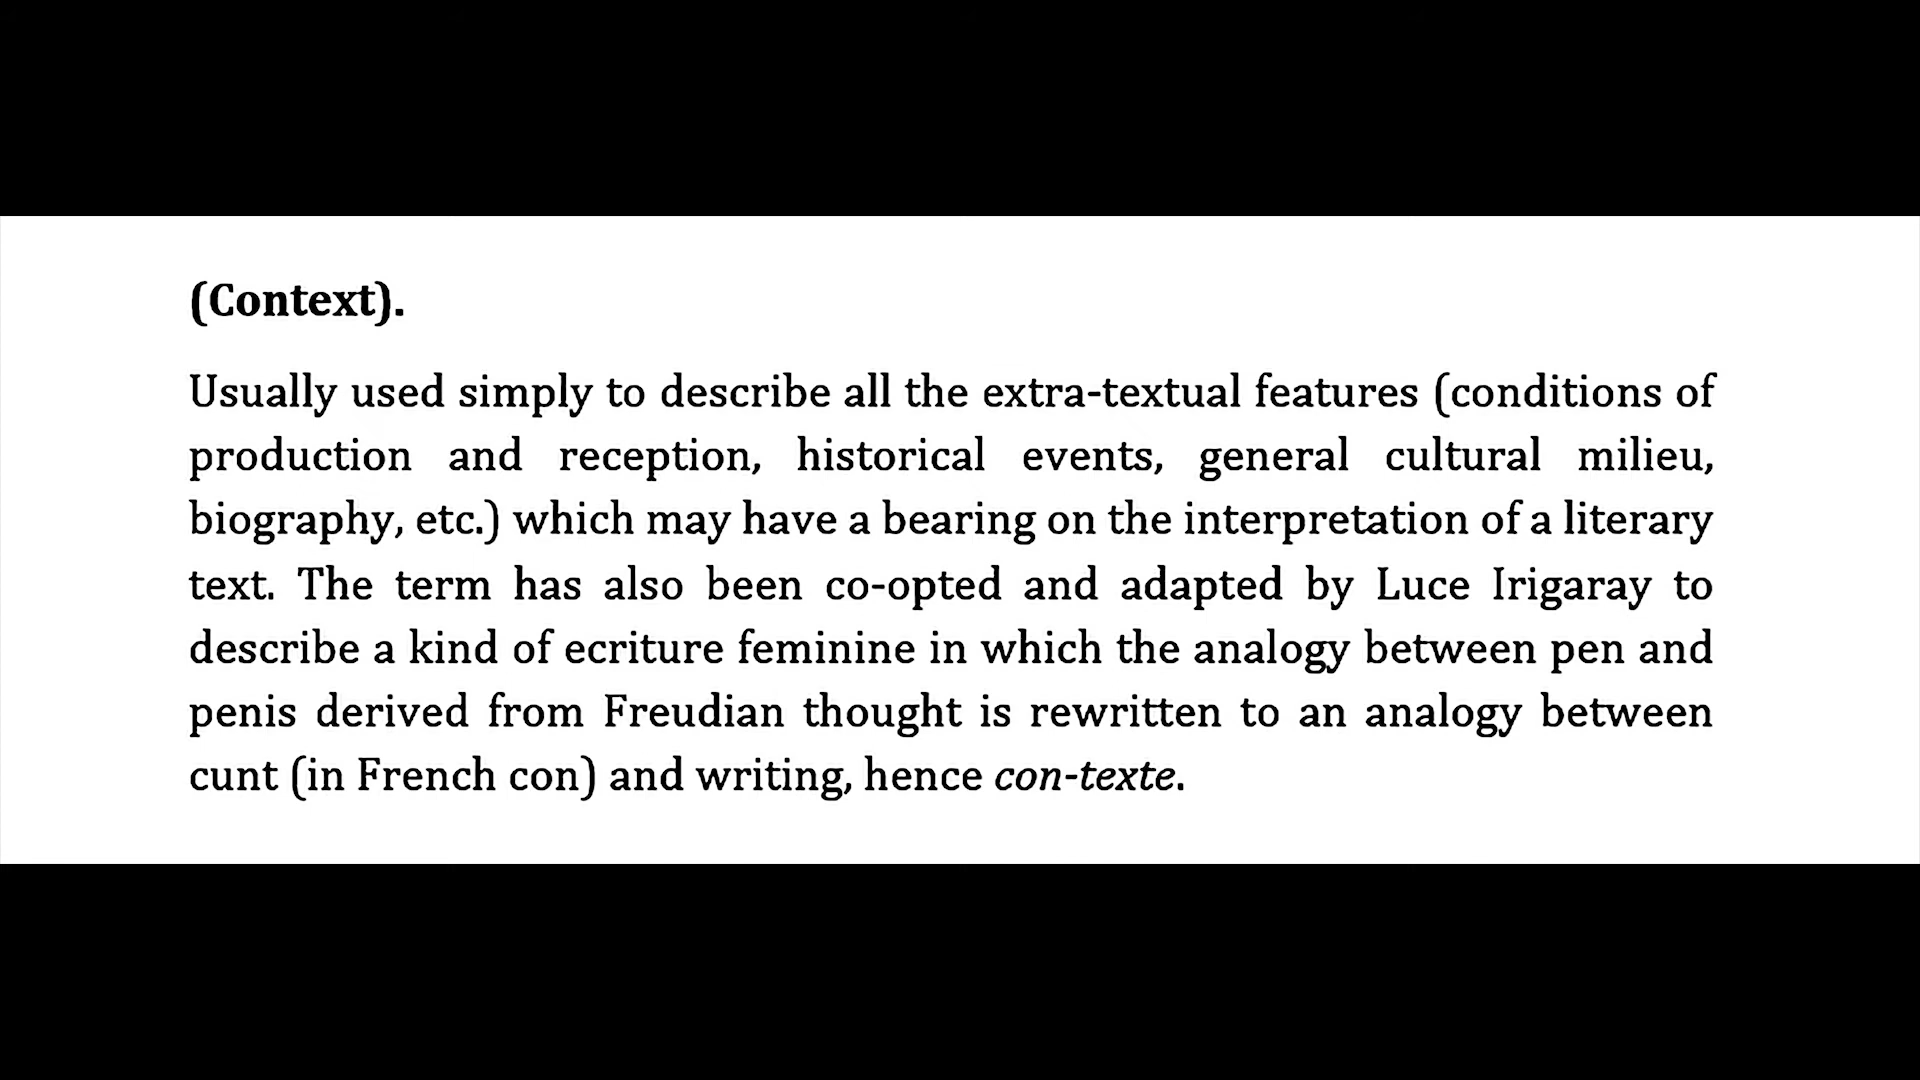 (Context).
Usually used simply to describe all the extra-textual features (conditions of
production and reception, historical events, general cultural milieu,
biography, etc.) which may have a bearing on the interpretation of a literary
text. The term has also been co-opted and adapted by Luce Irigaray to
describe a kind of ecriture feminine in which the analogy between pen and
penis derived from Freudian thought is rewritten to an analogy between
cunt (in French con) and writing, hence con-texte.